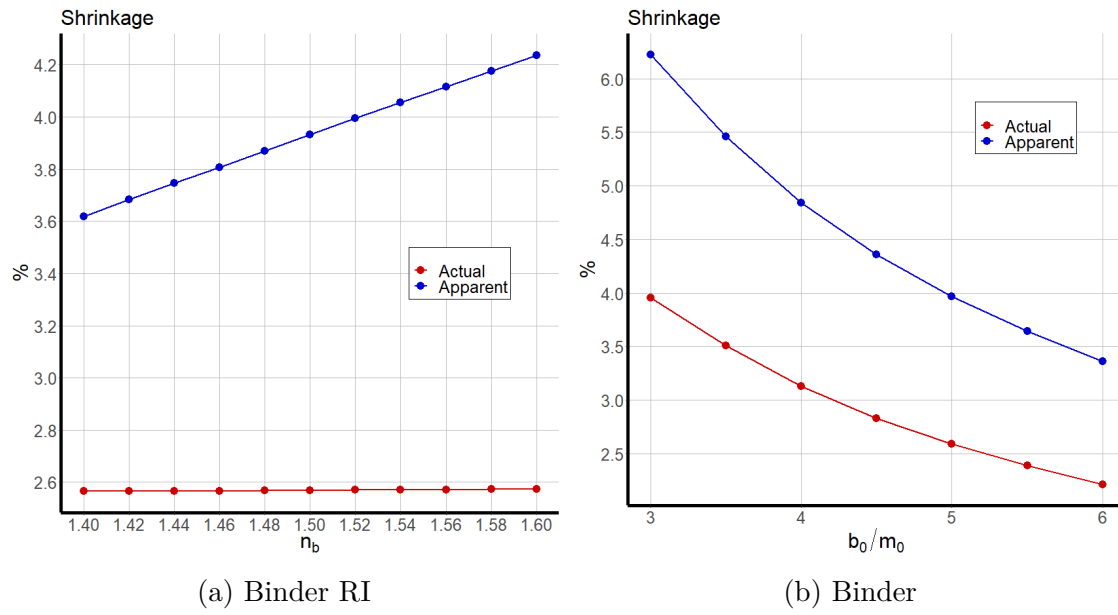 Shrinkage
4.2
4.0
3.8
3.6
3.4
3.2
3.0
2.8
2.6
%
Actual
Apparent
1.40 1.42 1.44 1.46 1.48 1.50 1.52 1.54 1.56 1.58 1.60
n_b
(a) Binder RI
Shrinkage
6.0
5.5
5.0
4.5
4.0
3.5
3.0
2.5
%
Actual
Apparent
3 4 5 6
b_0/m_0
(b) Binder